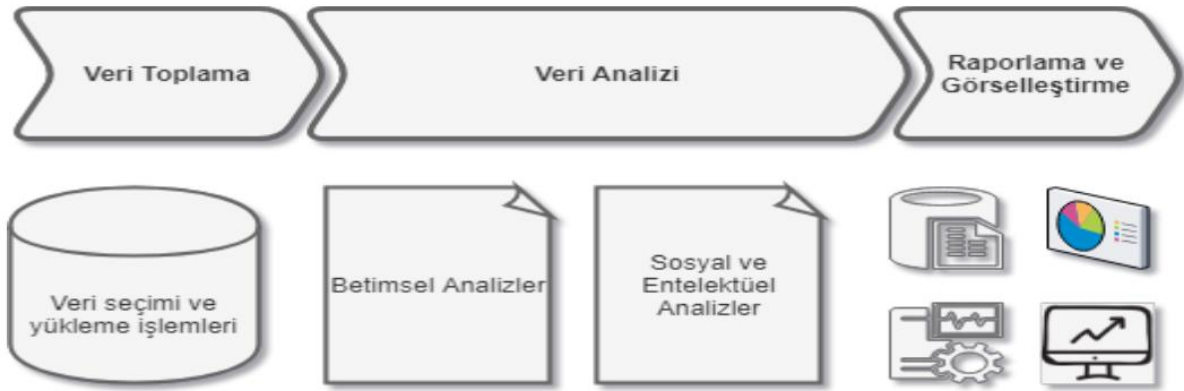 Veri Toplama
Veri Analizi
Raporlama ve
Görselleştirme
Veri seçimi ve
yükleme işlemleri
Betimsel Analizler
Sosyal ve
Entelektüel
Analizler